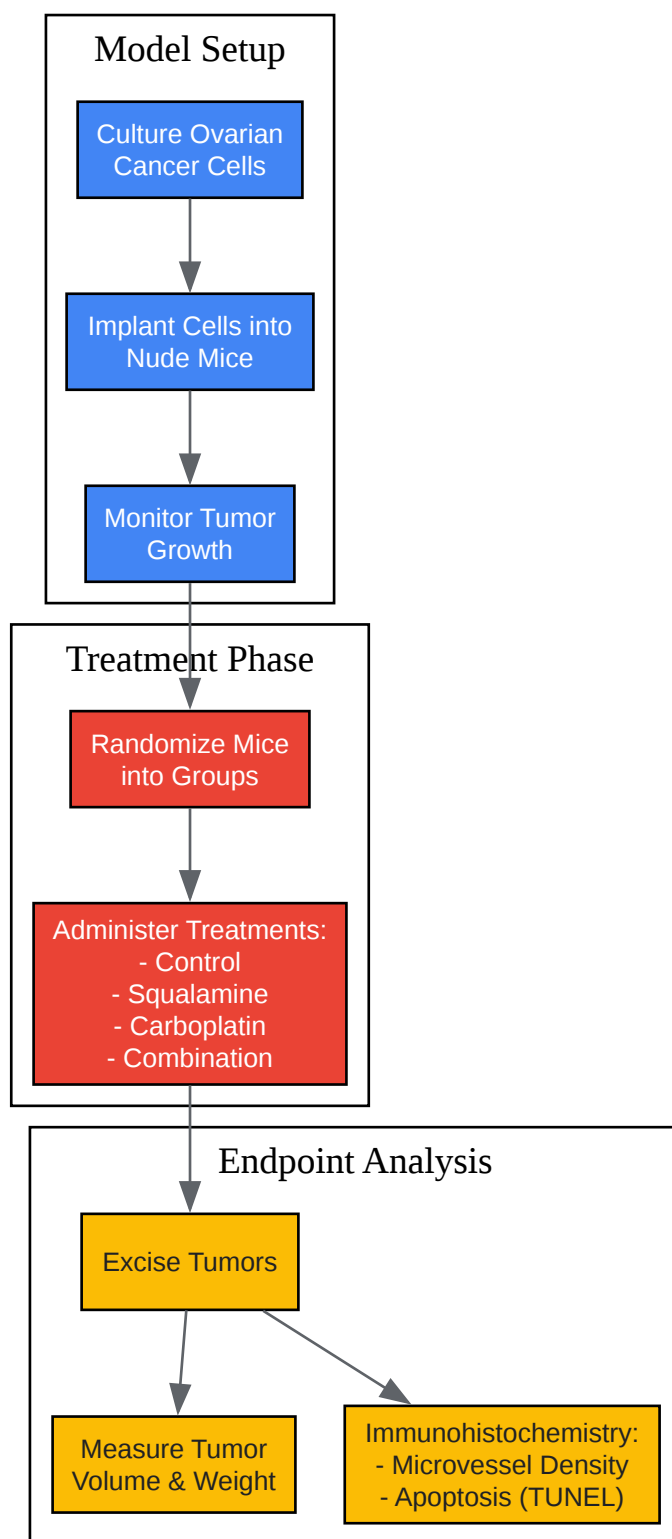 Model Setup
Culture Ovarian
Cancer Cells
Implant Cells into
Nude Mice
Monitor Tumor
Growth
Treatment Phase
Randomize Mice
into Groups
Administer Treatments:
- Control
- Squalamine
- Carboplatin
- Combination
Endpoint Analysis
Excise Tumors
Measure Tumor
Volume & Weight
Immunohistochemistry:
- Microvessel Density
- Apoptosis (TUNEL)